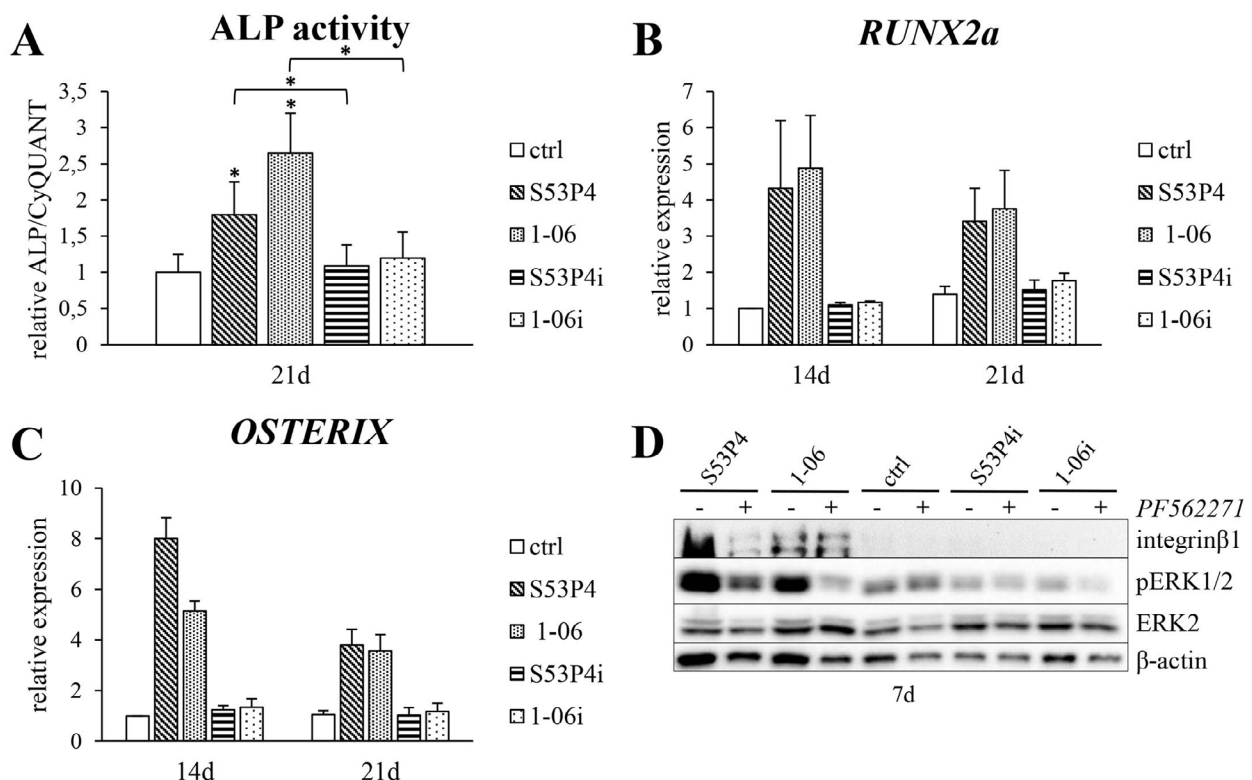 A
ALP activity
*
*
*
*
3,5
3
2,5
2
1,5
1
0,5
0
relative ALP/CyQUANT
21d
ctrl
S53P4
1-06
S53P4i
1-06i
B
RUNX2a
7
6
5
4
3
2
1
0
relative expression
14d
21d
ctrl
S53P4
1-06
S53P4i
1-06i
C
OSTERIX
10
8
6
4
2
0
relative expression
14d
21d
ctrl
S53P4
1-06
S53P4i
1-06i
D
S53P4
1-06
ctrl
S53P4i
1-06i
- + - + - + - + - + PF562271
integrinβ1
pERK1/2
ERK2
β-actin
7d